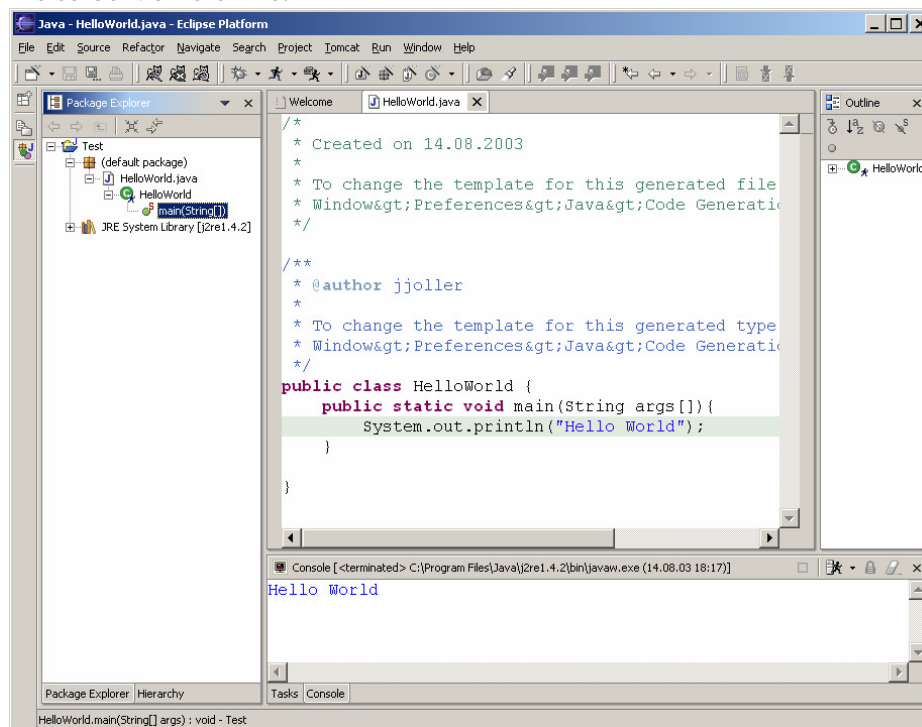 Java - HelloWorld.java - Eclipse Platform
File Edit Source Refactor Navigate Search Project Tomcat Run Window Help
Package Explorer
Test
(default package)
HelloWorld.java
HelloWorld
main(String[])
JRE System Library [j2re1.4.2]
Package Explorer Hierarchy
Welcome HelloWorld.java
/*
* Created on 14.08.2003
*
* To change the template for this generated file
* Window&gt;Preferences&gt;Java&gt;Code Generati
*/
/**
* @author jjoller
*
* To change the template for this generated type
* Window&gt;Preferences&gt;Java&gt;Code Generati
*/
public class HelloWorld {
public static void main(String args[]){
System.out.println("Hello World");
}
}
Outline
HelloWorld
Console [<terminated> C:\Program Files\Java\j2re1.4.2\bin\javaw.exe (14.08.03 18:17)]
Hello World
Tasks Console
HelloWorld.main(String[] args) : void - Test